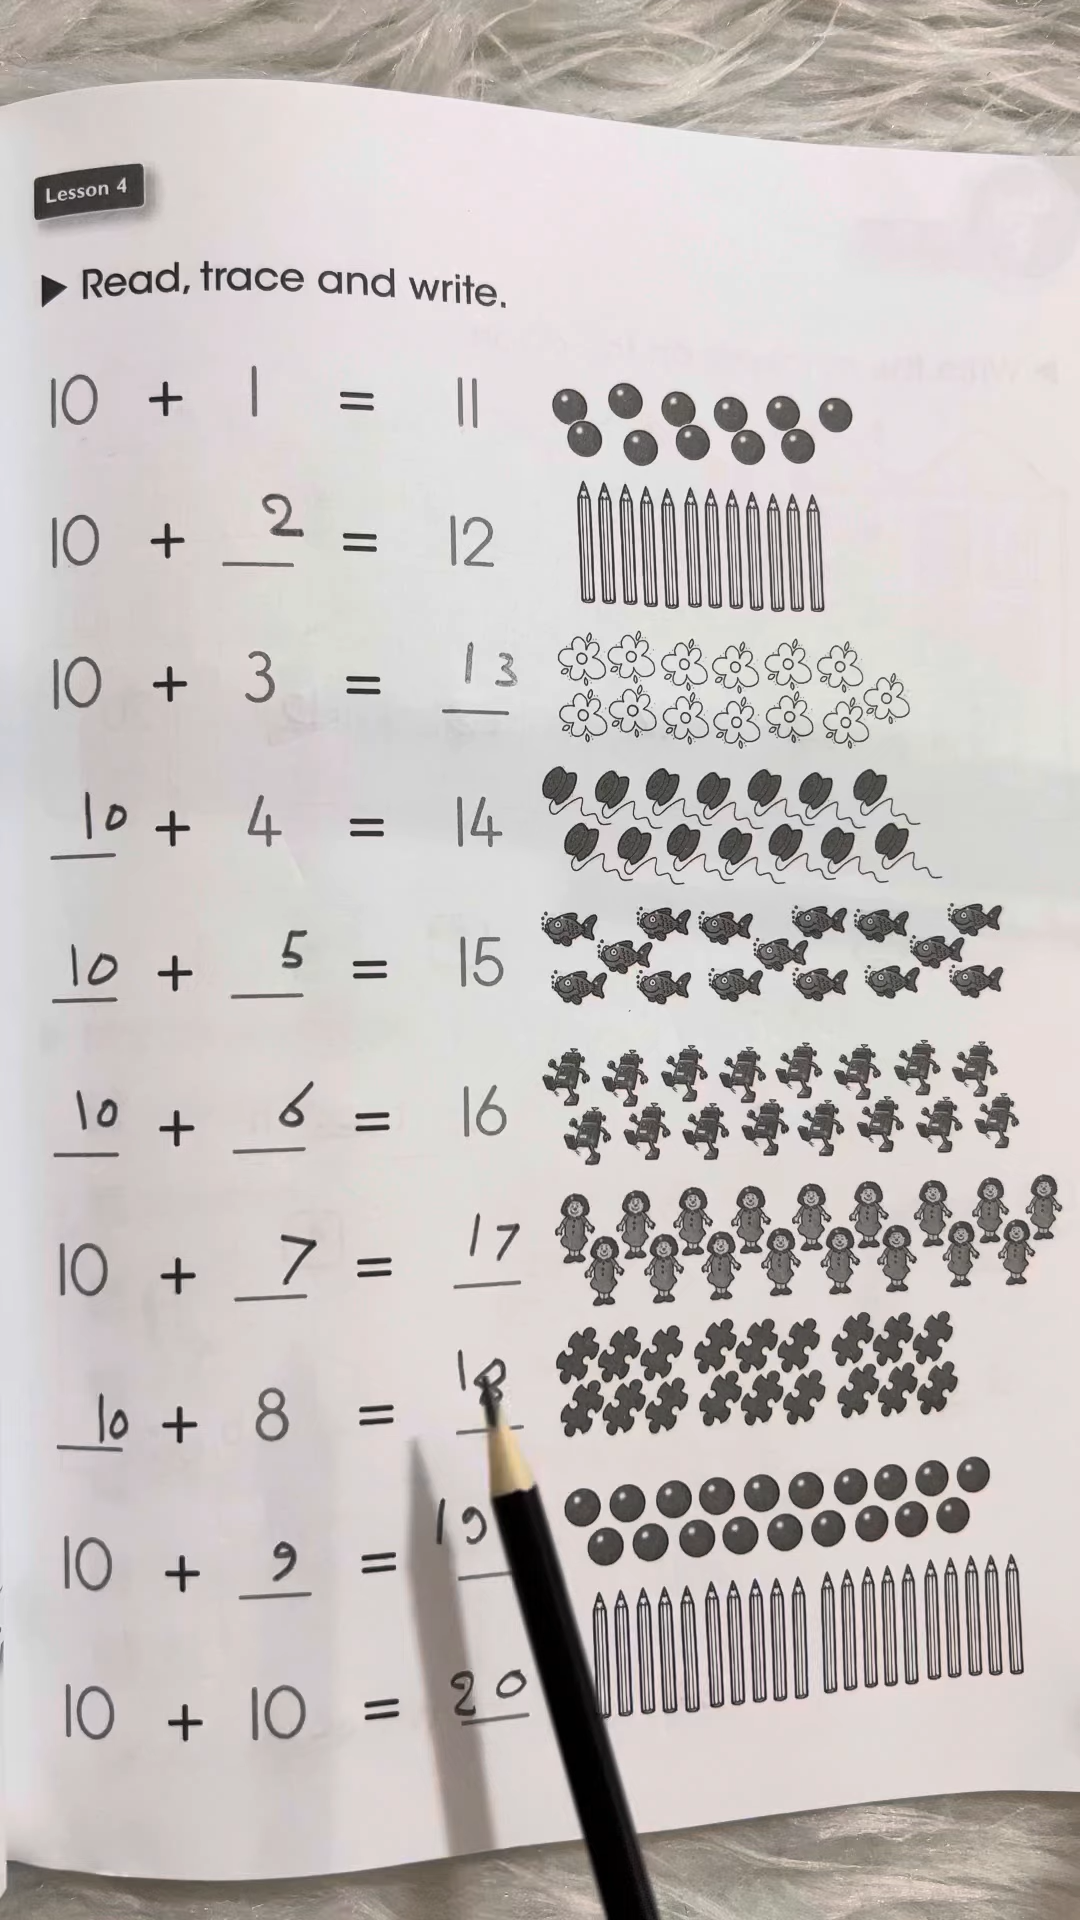 Lesson 4
Read, trace and write.
10 + 1 = 11
10 + 2 = 12
10 + 3 = 13
10 + 4 = 14
10 + 5 = 15
10 + 6 = 16
10 + 7 = 17
10 + 8 = 18
10 + 9 = 19
10 + 10 = 20